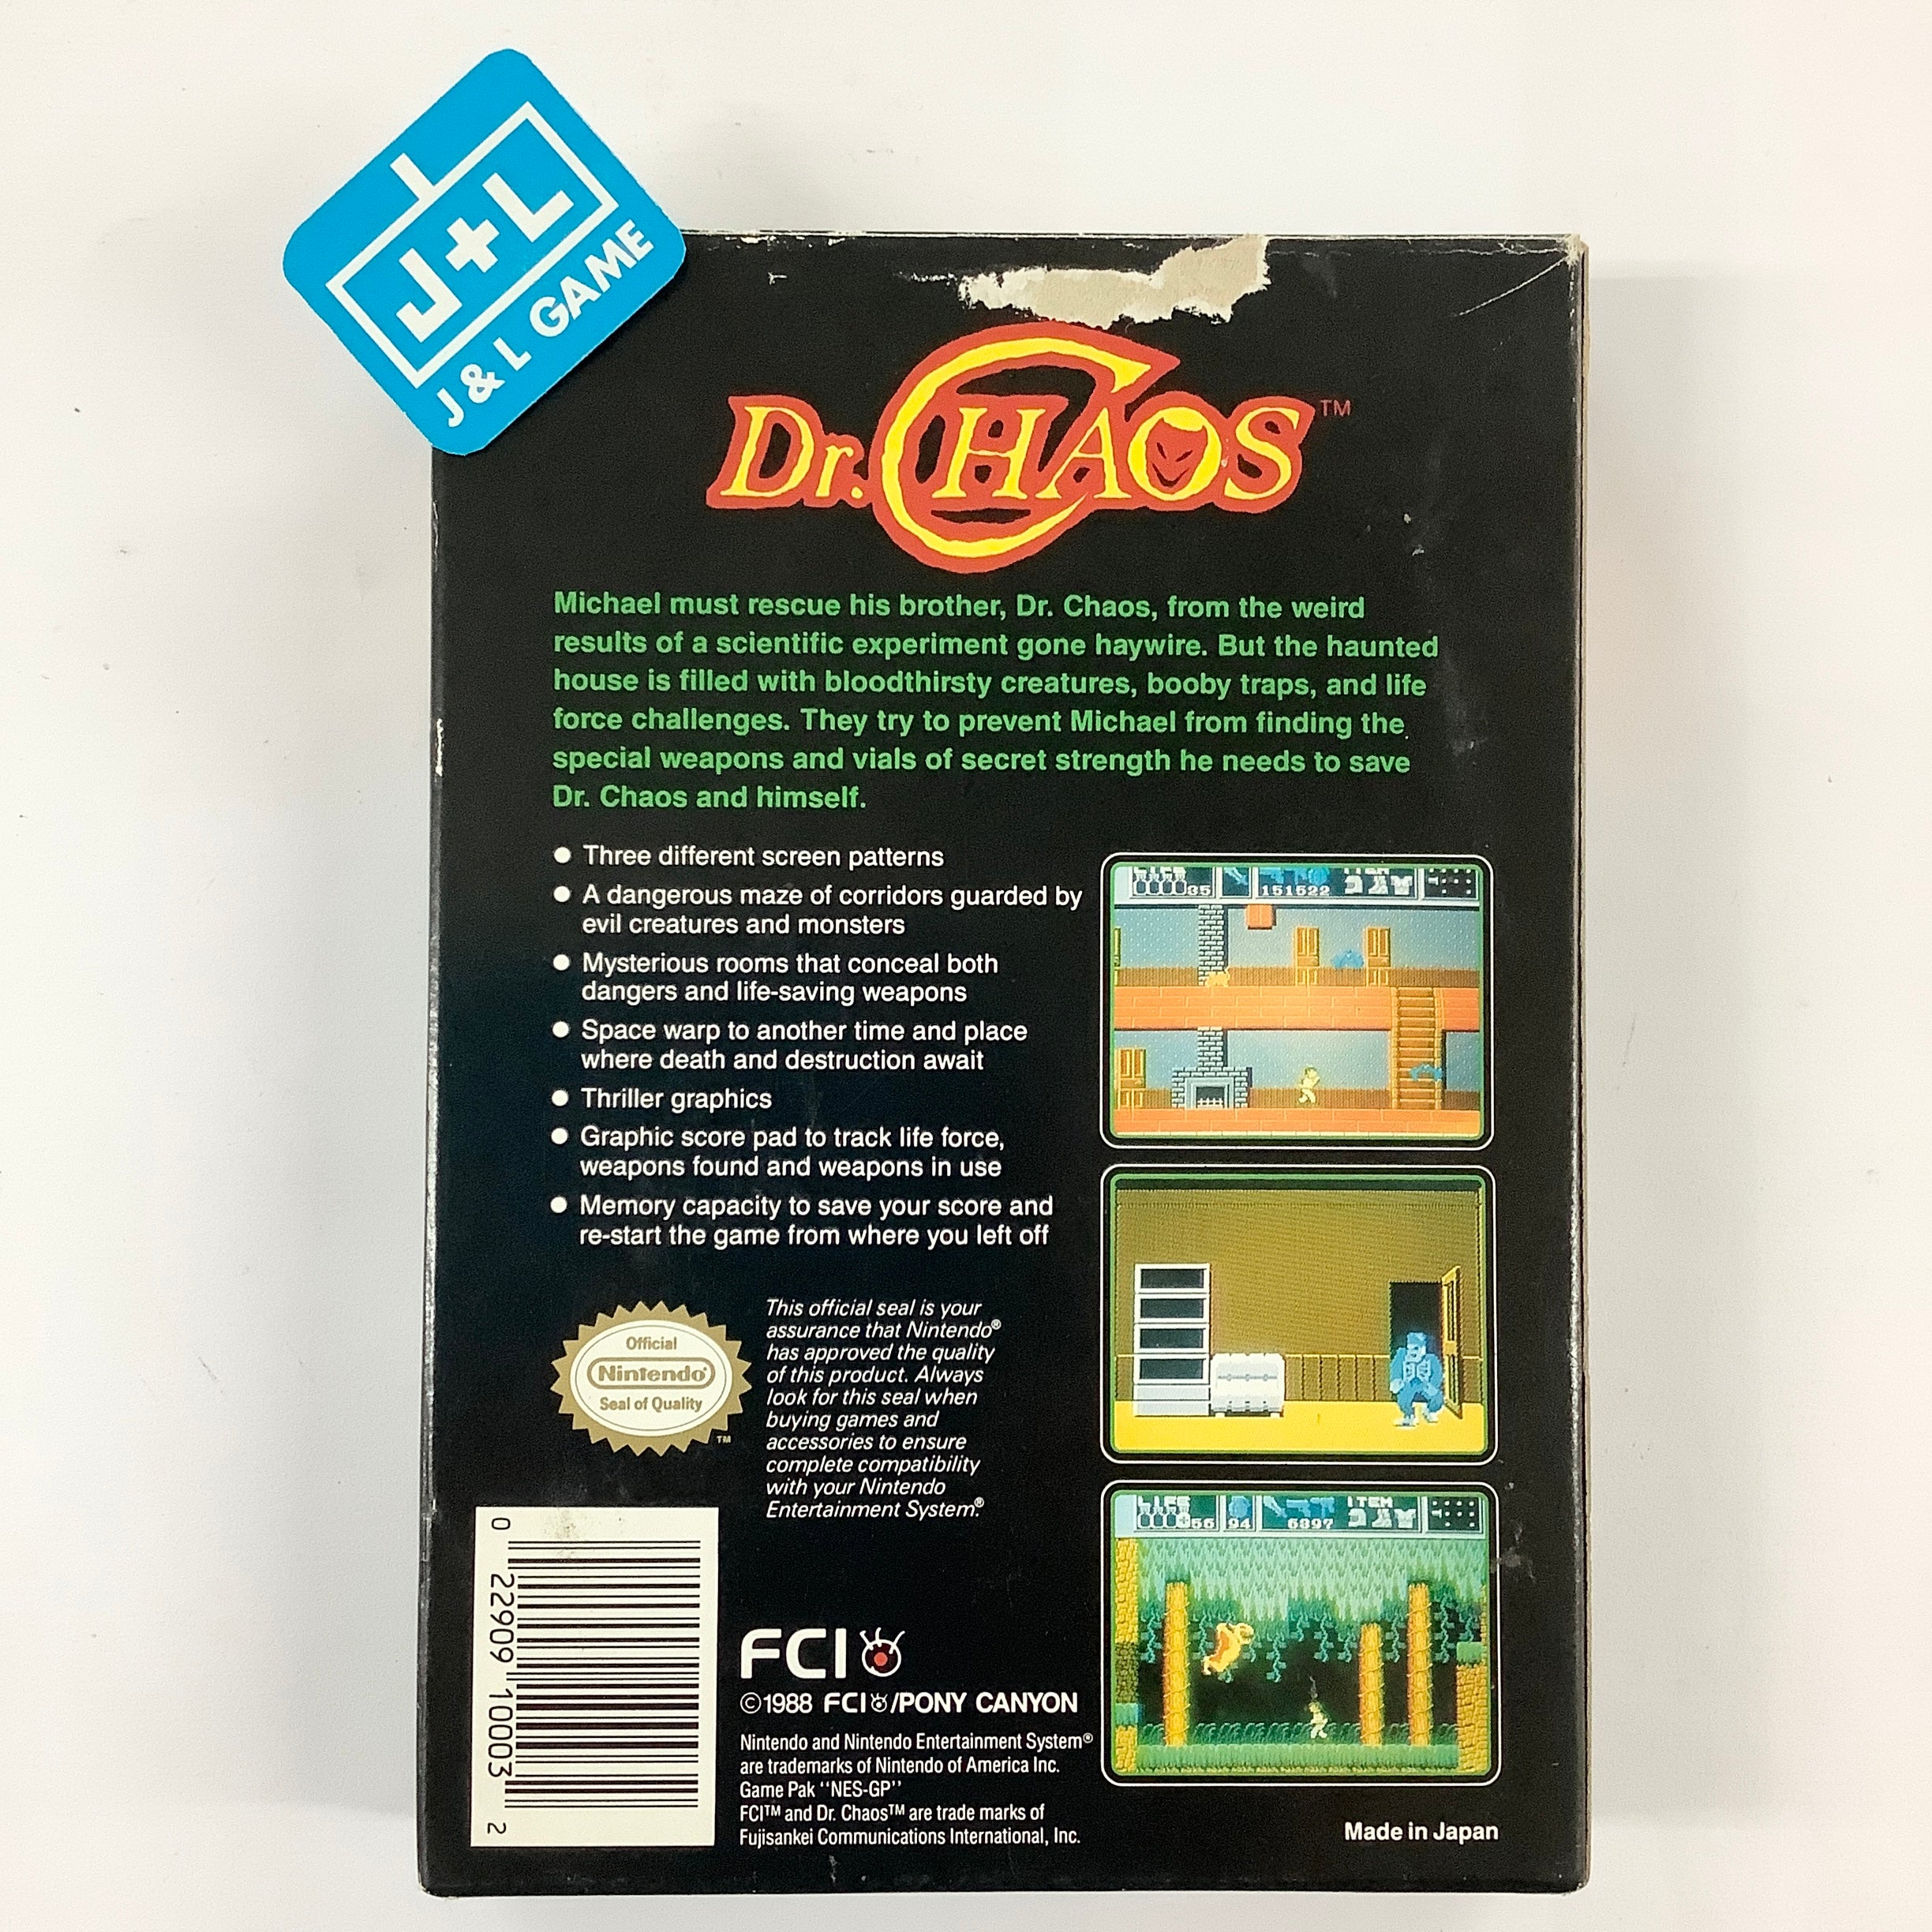 J+L
J & L GAME
Dr. CHAOS™
Michael must rescue his brother, Dr. Chaos, from the weird
results of a scientific experiment gone haywire. But the haunted
house is filled with bloodthirsty creatures, booby traps, and life
force challenges. They try to prevent Michael from finding the
special weapons and vials of secret strength he needs to save
Dr. Chaos and himself.
● Three different screen patterns
● A dangerous maze of corridors guarded by
evil creatures and monsters
● Mysterious rooms that conceal both
dangers and life-saving weapons
● Space warp to another time and place
where death and destruction await
● Thriller graphics
● Graphic score pad to track life force,
weapons found and weapons in use
● Memory capacity to save your score and
re-start the game from where you left off
35 151522
LIFE ITEM
56 94 6397
Official
Nintendo®
Seal of Quality
™
This official seal is your
assurance that Nintendo®
has approved the quality
of this product. Always
look for this seal when
buying games and
accessories to ensure
complete compatibility
with your Nintendo
Entertainment System.®
0 22909 10003 2
FCI
©1988 FCI/PONY CANYON
Nintendo and Nintendo Entertainment System®
are trademarks of Nintendo of America Inc.
Game Pak ''NES-GP''
FCI™ and Dr. Chaos™ are trade marks of
Fujisankei Communications International, Inc.
Made in Japan